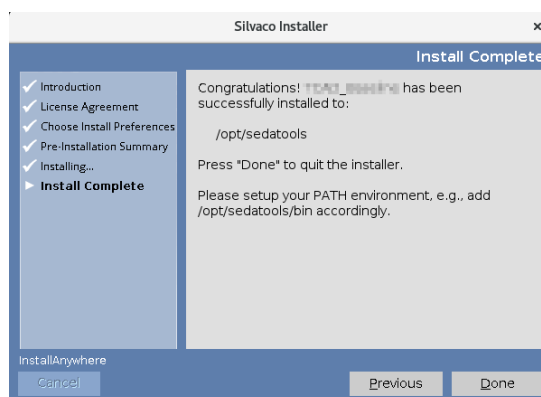 Silvaco Installer
Install Complete
Introduction
License Agreement
Choose Install Preferences
Pre-Installation Summary
Installing...
Install Complete
Congratulations! has been
successfully installed to:
/opt/sedatools
Press "Done" to quit the installer.
Please setup your PATH environment, e.g., add
/opt/sedatools/bin accordingly.
InstallAnywhere
Cancel
Previous
Done